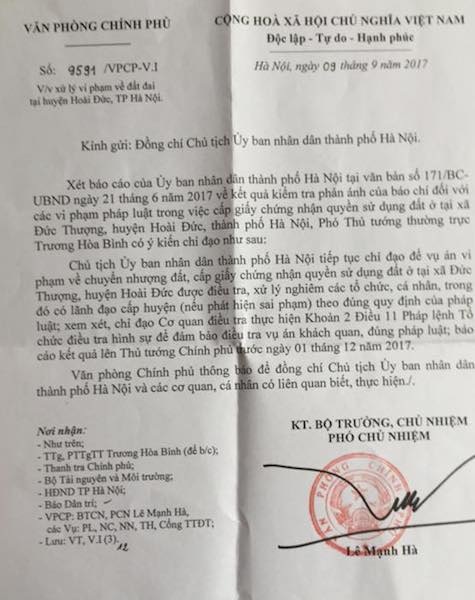 VĂN PHÒNG CHÍNH PHỦ
CỘNG HOÀ XÃ HỘI CHỦ NGHĨA VIỆT NAM
Độc lập - Tự do - Hạnh phúc
Số: 9591 /VPCP-V.I
V/v xử lý vi phạm về đất đai
tại huyện Hoài Đức, TP Hà Nội.
Hà Nội, ngày 09 tháng 9 năm 2017
Kính gửi: Đồng chí Chủ tịch Ủy ban nhân dân thành phố Hà Nội.
Xét báo cáo của Ủy ban nhân dân thành phố Hà Nội tại văn bản số 171/BC-
UBND ngày 21 tháng 6 năm 2017 về kết quả kiểm tra phản ánh của báo chí đối với
các vi phạm pháp luật trong việc cấp giấy chứng nhận quyền sử dụng đất ở tại xã
Đức Thượng, huyện Hoài Đức, thành phố Hà Nội, Phó Thủ tướng thường trực
Trương Hòa Bình có ý kiến chỉ đạo như sau:
Chủ tịch Ủy ban nhân dân thành phố Hà Nội tiếp tục chỉ đạo để vụ án vi
phạm về chuyển nhượng đất, cấp giấy chứng nhận quyền sử dụng đất ở tại xã Đức
Thượng, huyện Hoài Đức được điều tra, xử lý nghiêm các tổ chức, cá nhân, trong
đó có lãnh đạo cấp huyện (nếu phát hiện sai phạm) theo đúng quy định của pháp
luật; xem xét, chỉ đạo Cơ quan điều tra thực hiện Khoản 2 Điều 11 Pháp lệnh Tổ
chức điều tra hình sự để đảm bảo điều tra vụ án khách quan, đúng pháp luật; báo
cáo kết quả lên Thủ tướng Chính phủ trước ngày 01 tháng 12 năm 2017.
Văn phòng Chính phủ thông báo để đồng chí Chủ tịch Ủy ban nhân dân
thành phố Hà Nội và các cơ quan, cá nhân có liên quan biết, thực hiện./.
Nơi nhận:
- Như trên;
- TTg, PTTgTT Trương Hòa Bình (để b/c);
- Thanh tra Chính phủ;
- Bộ Tài nguyên và Môi trường;
- HĐND TP Hà Nội;
- Báo Dân trí;
- VPCP: BTCN, PCN Lê Mạnh Hà,
các Vụ: PL, NC, NN, TH, Cổng TTĐT;
- Lưu: VT, V.I (3). 12
KT. BỘ TRƯỞNG, CHỦ NHIỆM
PHÓ CHỦ NHIỆM
VĂN PHÒNG CHÍNH PHỦ
Lê Mạnh Hà